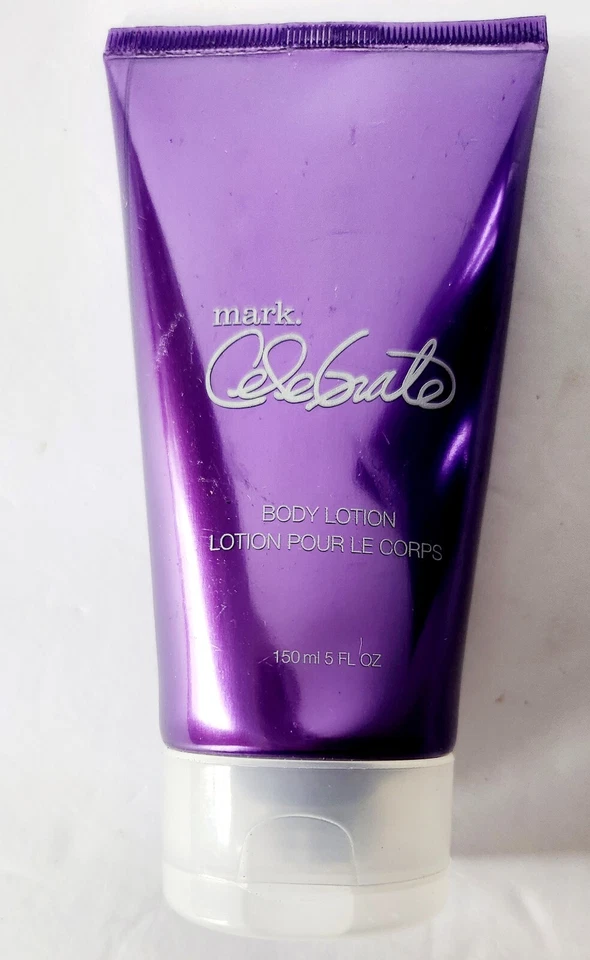 mark.
Celebrate
BODY LOTION
LOTION POUR LE CORPS
150 ml 5 FL OZ